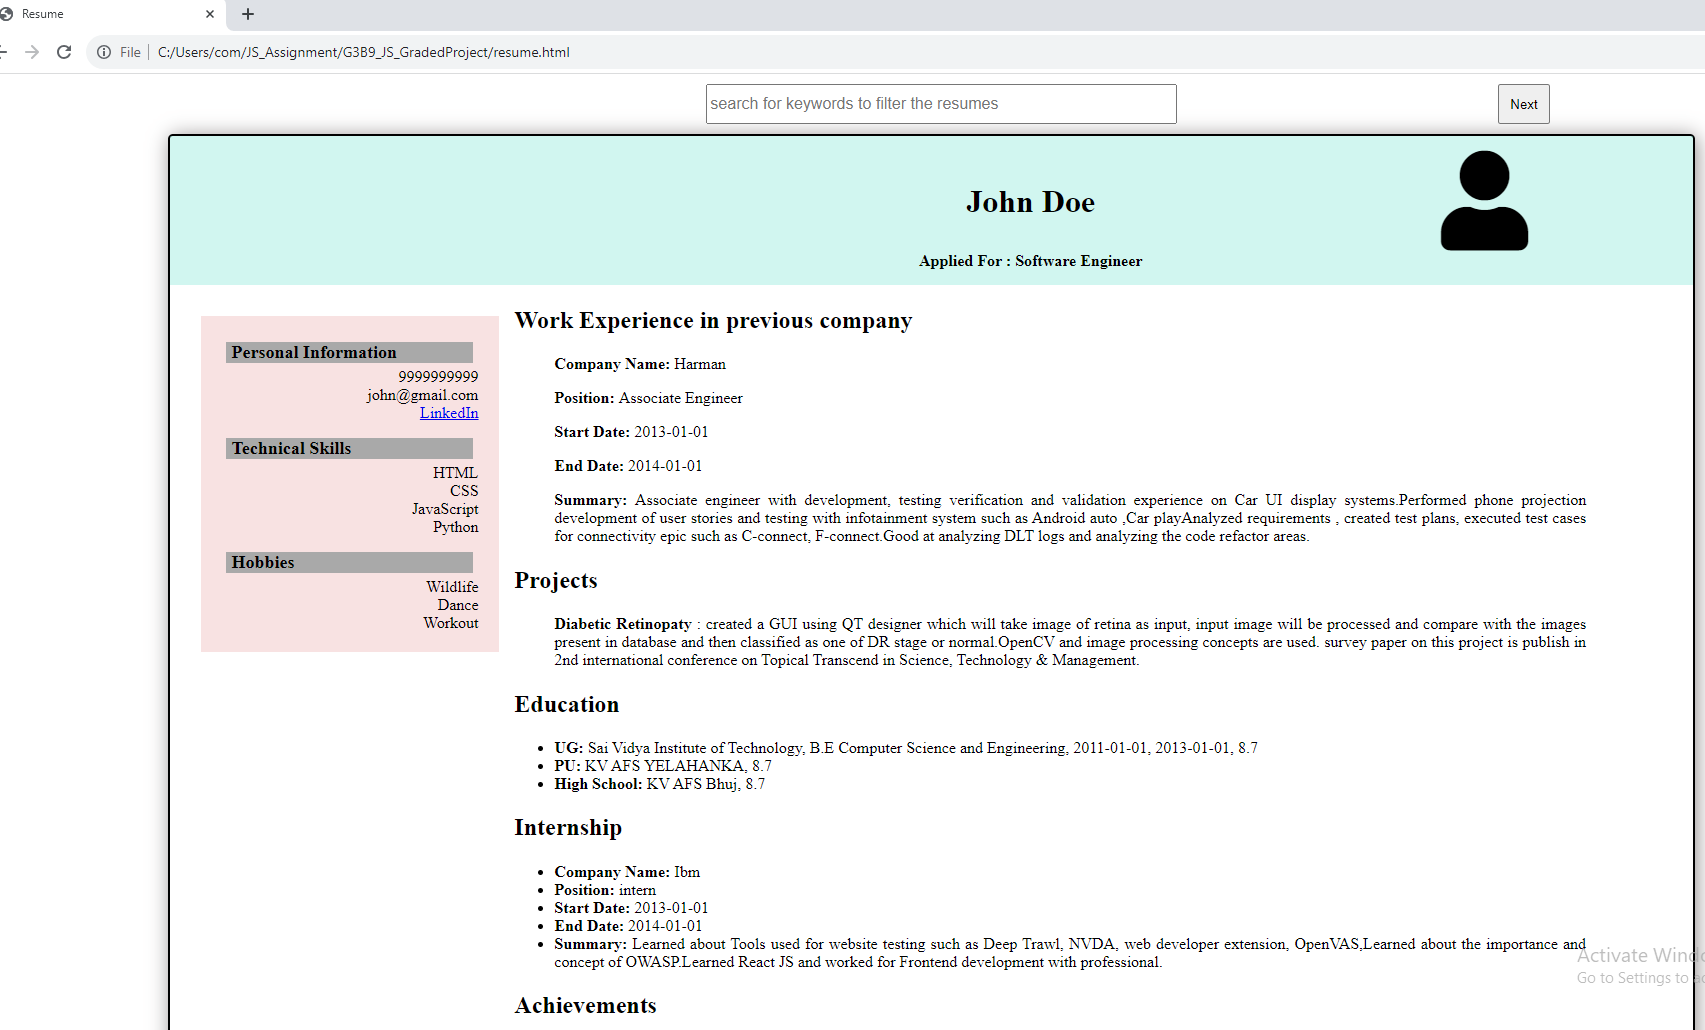 Resume
File
C:/Users/com/JS_Assignment/G3B9_JS_GradedProject/resume.html
search for keywords to filter the resumes
Next
John Doe
Applied For : Software Engineer
Personal Information
9999999999
john@gmail.com
LinkedIn
Technical Skills
HTML
CSS
JavaScript
Python
Hobbies
Wildlife
Dance
Workout
Work Experience in previous company
Company Name: Harman
Position: Associate Engineer
Start Date: 2013-01-01
End Date: 2014-01-01
Summary: Associate engineer with development, testing verification and validation experience on Car UI display systems.Performed phone projection
development of user stories and testing with infotainment system such as Android auto ,Car playAnalyzed requirements , created test plans, executed test cases
for connectivity epic such as C-connect, F-connect.Good at analyzing DLT logs and analyzing the code refactor areas.
Projects
Diabetic Retinopaty : created a GUI using QT designer which will take image of retina as input, input image will be processed and compare with the images
present in database and then classified as one of DR stage or normal.OpenCV and image processing concepts are used. survey paper on this project is publish in
2nd international conference on Topical Transcend in Science, Technology & Management.
Education
UG: Sai Vidya Institute of Technology, B.E Computer Science and Engineering, 2011-01-01, 2013-01-01, 8.7
PU: KV AFS YELAHANKA, 8.7
High School: KV AFS Bhuj, 8.7
Internship
Company Name: Ibm
Position: intern
Start Date: 2013-01-01
End Date: 2014-01-01
Summary: Learned about Tools used for website testing such as Deep Trawl, NVDA, web developer extension, OpenVAS,Learned about the importance and
concept of OWASP.Learned React JS and worked for Frontend development with professional.
Achievements
Activate Windo
Go to Settings to a